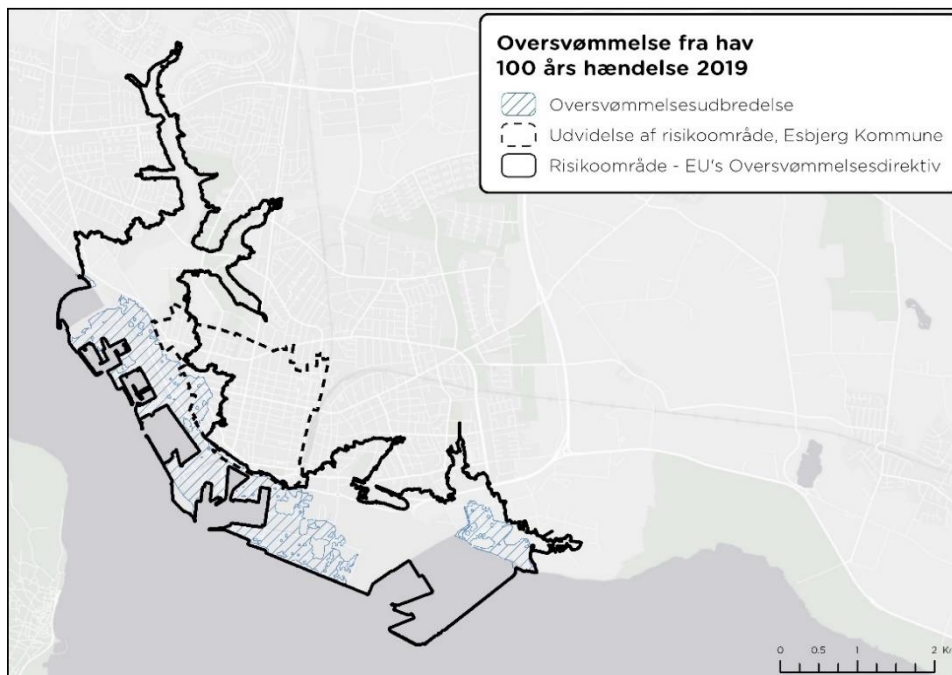 Oversvømmelse fra hav
100 års hændelse 2019
Oversvømmelsesudbredelse
Udvidelse af risikoområde, Esbjerg Kommune
Risikoområde - EU's Oversvømmelsesdirektiv
0 0.5 1 2